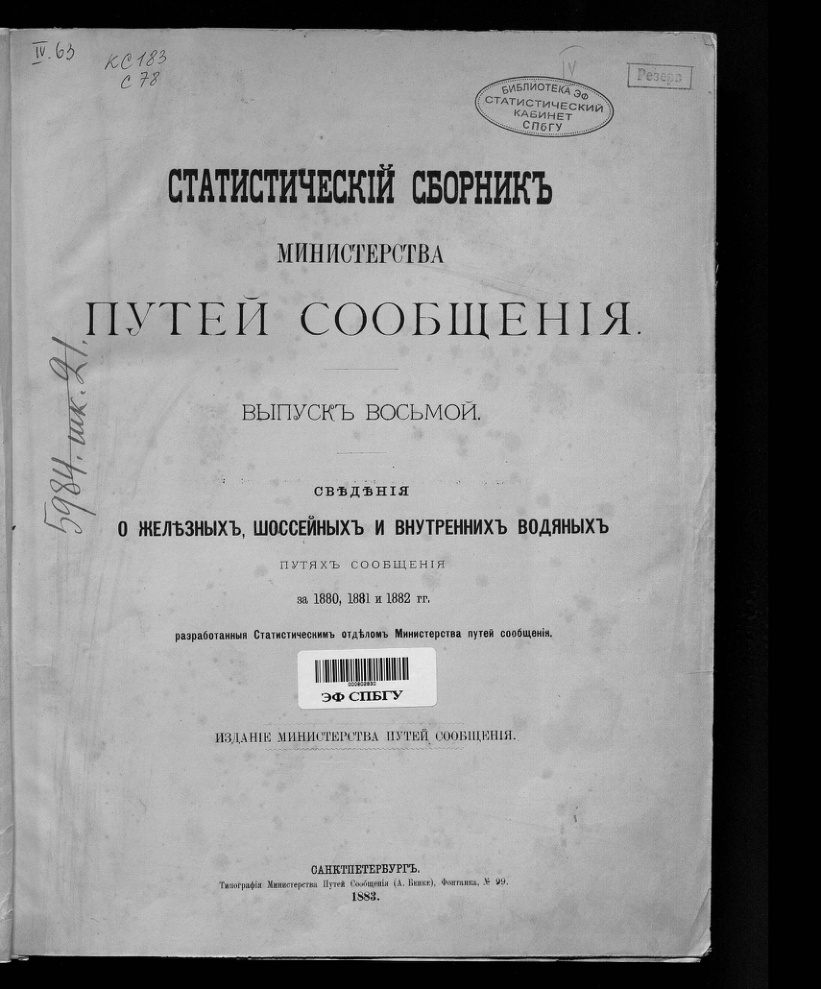 IV. 63
КС 183
С 78
IV
Резерв
БИБЛИОТЕКА ЭФ
СТАТИСТИЧЕСКИЙ
КАБИНЕТ
СПбГУ
СТАТИСТИЧЕСКІЙ СБОРНИКЪ
МИНИСТЕРСТВА
ПУТЕЙ СООБЩЕНІЯ.
5984. шк. 21.
ВЫПУСКЪ ВОСЬМОЙ.
СВѢДѢНІЯ
О ЖЕЛѢЗНЫХЪ, ШОССЕЙНЫХЪ И ВНУТРЕННИХЪ ВОДЯНЫХЪ
ПУТЯХЪ СООБЩЕНІЯ
за 1880, 1881 и 1882 гг.
разработанныя Статистическимъ отдѣломъ Министерства путей сообщенія.
ЭФ СПБГУ
ИЗДАНІЕ МИНИСТЕРСТВА ПУТЕЙ СООБЩЕНІЯ.
САНКТПЕТЕРБУРГЪ.
Типографія Министерства Путей Сообщенія (А. Бенке), Фонтанка, № 99.
1883.